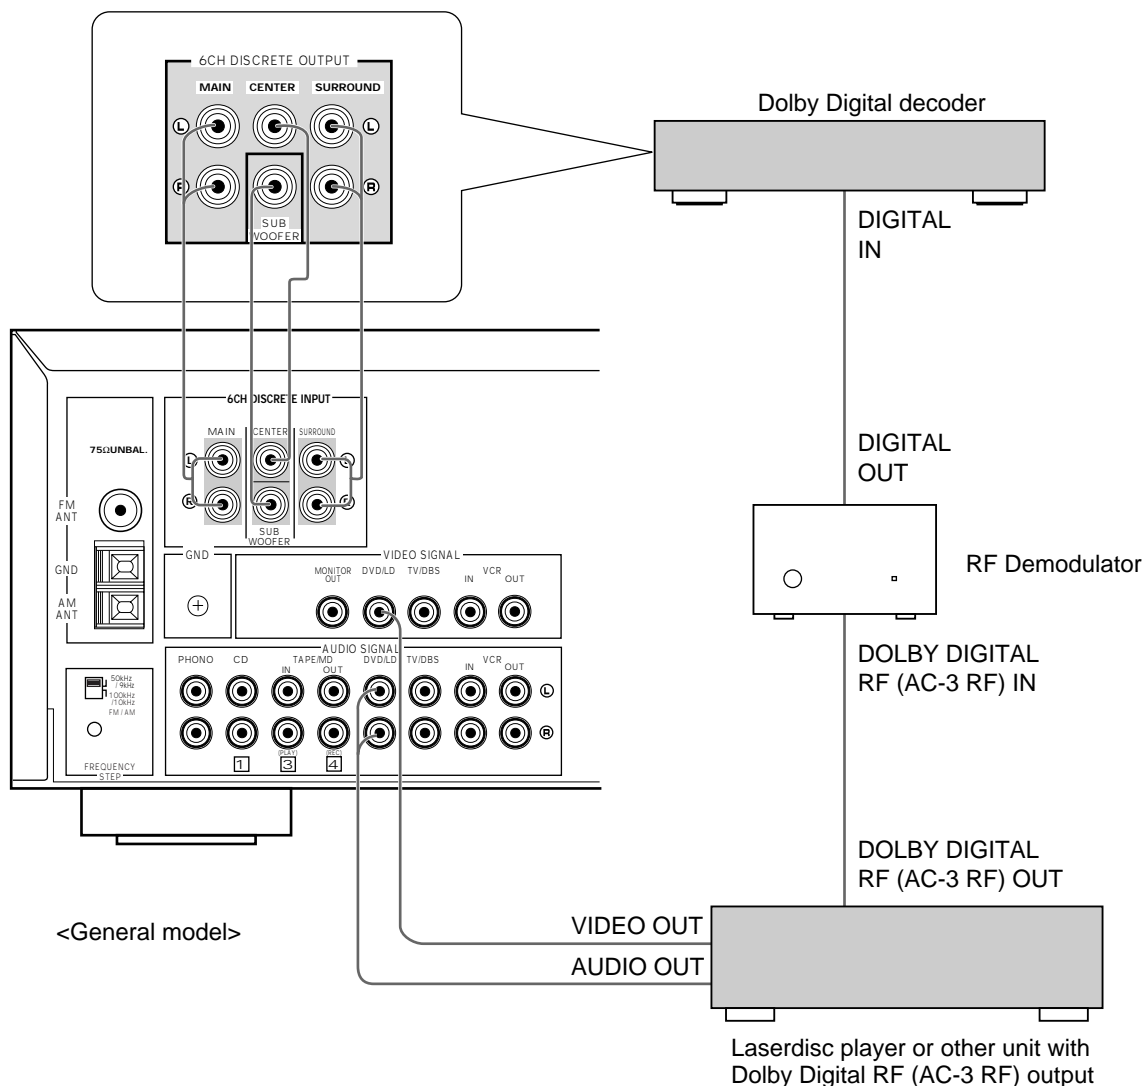 6CH DISCRETE OUTPUT
MAIN CENTER SURROUND
L L
R R
SUB
WOOFER
Dolby Digital decoder
DIGITAL
IN
DIGITAL
OUT
RF Demodulator
DOLBY DIGITAL
RF (AC-3 RF) IN
DOLBY DIGITAL
RF (AC-3 RF) OUT
6CH DISCRETE INPUT
MAIN CENTER SURROUND
L L
R R
SUB
WOOFER
75ΩUNBAL.
FM
ANT
GND
AM
ANT
GND
VIDEO SIGNAL
MONITOR
OUT
DVD/LD
TV/DBS
VCR
IN OUT
AUDIO SIGNAL
PHONO CD TAPE/MD DVD/LD TV/DBS VCR
IN OUT IN OUT
L
R
(PLAY) (REC)
1 3 4
50kHz
/ 9kHz
100kHz
/10kHz
FM / AM
FREQUENCY
STEP
<General model>
VIDEO OUT
AUDIO OUT
Laserdisc player or other unit with
Dolby Digital RF (AC-3 RF) output